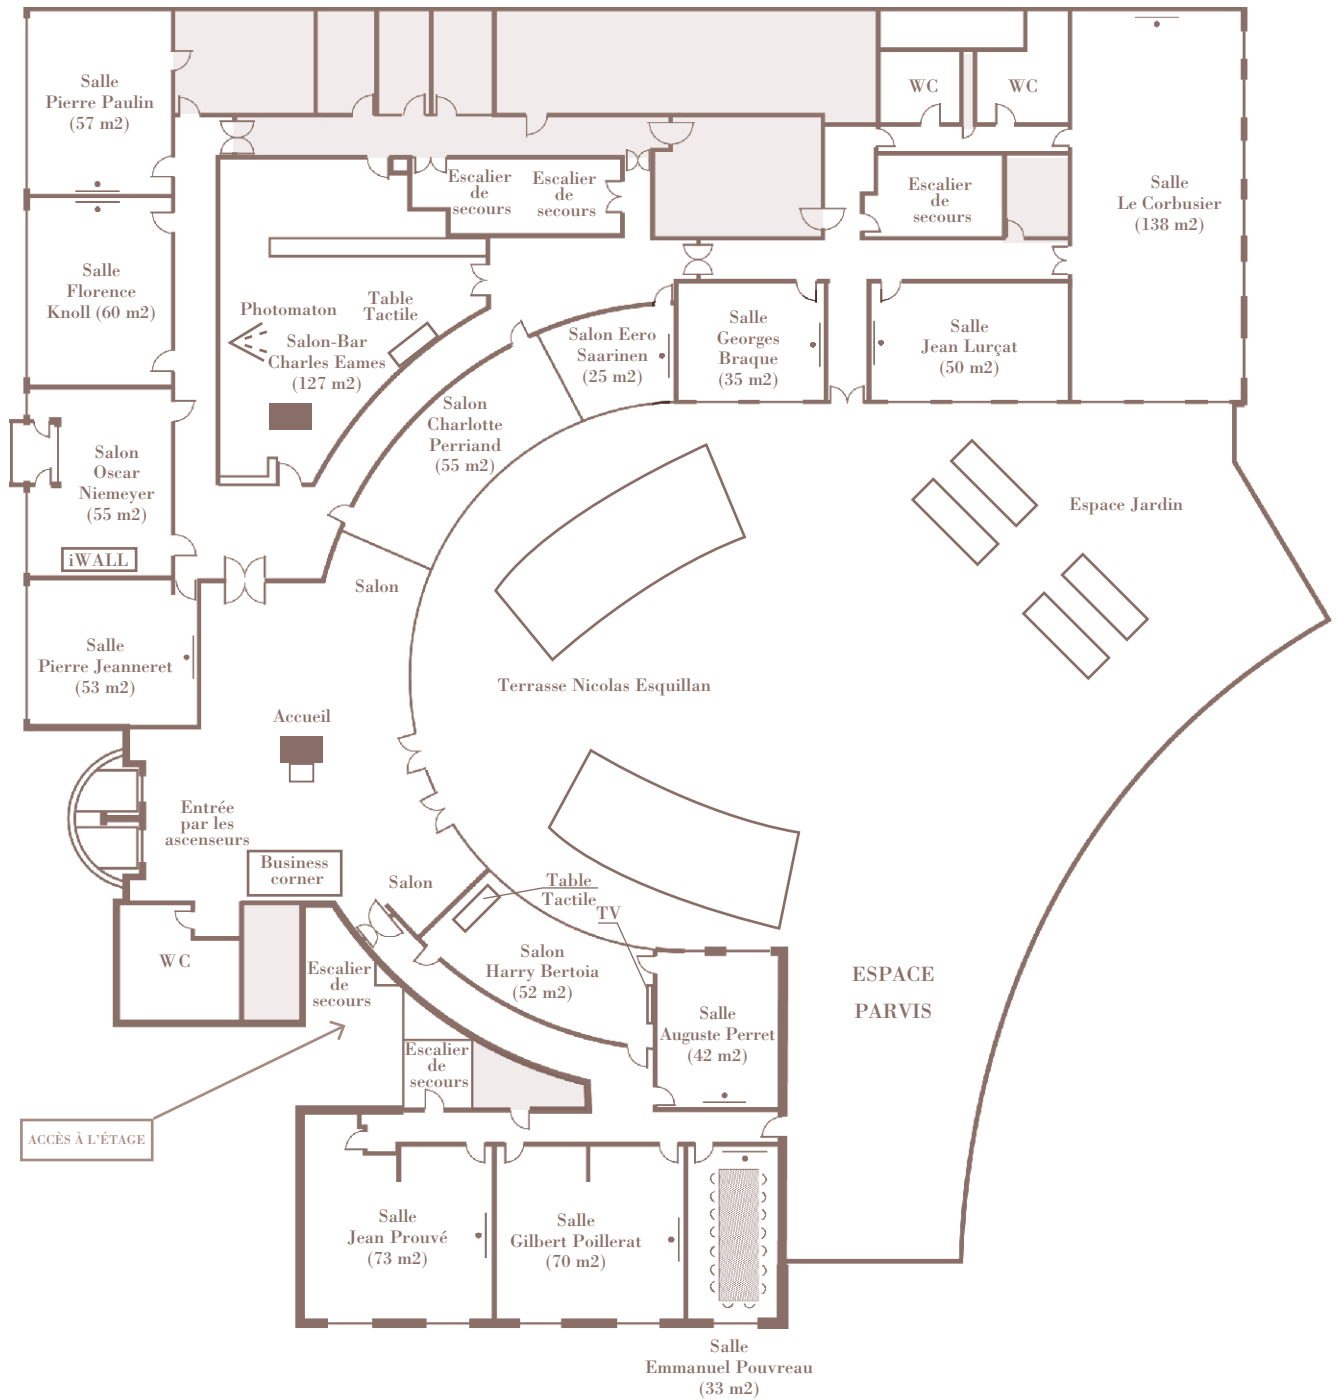 Salle
Pierre Paulin
(57 m2)
WC
WC
Escalier
de
secours
Escalier
de
secours
Escalier
de
secours
Salle
Le Corbusier
(138 m2)
Salle
Florence
Knoll (60 m2)
Photomaton
Table
Tactile
Salon-Bar
Charles Eames
(127 m2)
Salon Eero
Saarinen
(25 m2)
Salle
Georges
Braque
(35 m2)
Salle
Jean Lurçat
(50 m2)
Salon
Charlotte
Perriand
(55 m2)
Salon
Oscar
Niemeyer
(55 m2)
iWALL
Espace Jardin
Salon
Salle
Pierre Jeanneret
(53 m2)
Terrasse Nicolas Esquillan
Accueil
Entrée
par les
ascenseurs
Business
corner
Salon
Table
Tactile
TV
WC
Escalier
de
secours
Salon
Harry Bertoia
(52 m2)
ESPACE
PARVIS
Salle
Auguste Perret
(42 m2)
Escalier
de
secours
ACCÈS À L'ÉTAGE
Salle
Jean Prouvé
(73 m2)
Salle
Gilbert Poillerat
(70 m2)
Salle
Emmanuel Pouvreau
(33 m2)